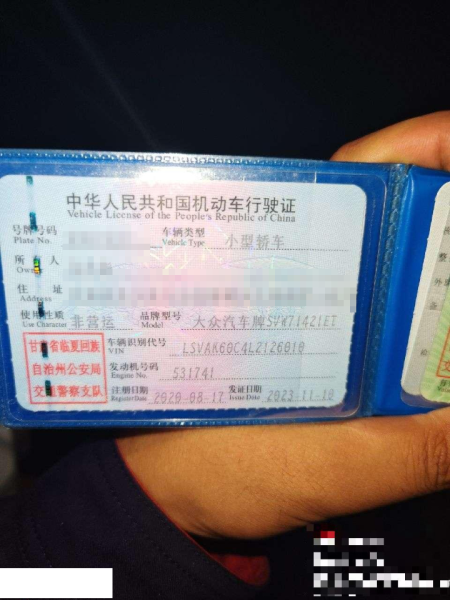 中华人民共和国机动车行驶证
Vehicle License of the People's Republic of China
号牌号码 Plate No.
车辆类型 Vehicle Type 小型轿车
所有人 Owner
住址 Address
使用性质 Use Character 非营运 品牌型号 Model 大众汽车牌SVW71421ET
甘肃省临夏回族
自治州公安局
交通警察支队
车辆识别代号 VIN LSVAK60C4L2126010
发动机号码 Engine No. 531741
注册日期 Register Date 2020-08-17 发证日期 Issue Date 2023-11-10